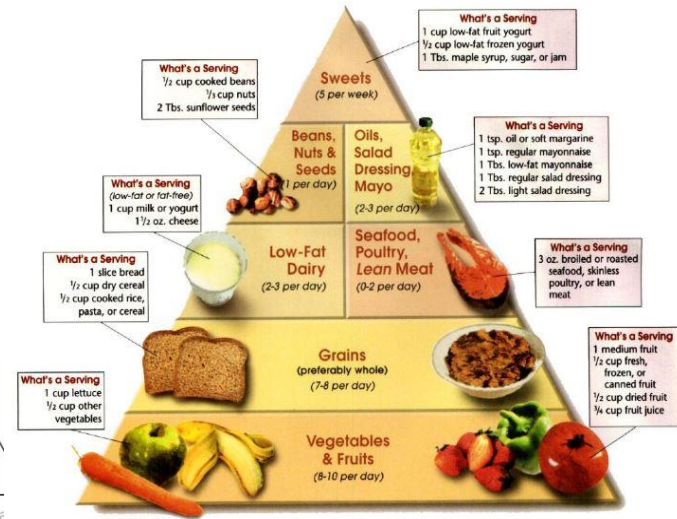 What's a Serving
1 cup low-fat fruit yogurt
½ cup low-fat frozen yogurt
1 Tbs. maple syrup, sugar, or jam
Sweets
(5 per week)
What's a Serving
½ cup cooked beans
⅓ cup nuts
2 Tbs. sunflower seeds
Beans,
Nuts &
Seeds
(1 per day)
Oils,
Salad
Dressing,
Mayo
(2-3 per day)
What's a Serving
1 tsp. oil or soft margarine
1 tsp. regular mayonnaise
1 Tbs. low-fat mayonnaise
1 Tbs. regular salad dressing
2 Tbs. light salad dressing
What's a Serving
(low-fat or fat-free)
1 cup milk or yogurt
1½ oz. cheese
Low-Fat
Dairy
(2-3 per day)
Seafood,
Poultry,
Lean Meat
(0-2 per day)
What's a Serving
3 oz. broiled or roasted
seafood, skinless
poultry, or lean
meat
What's a Serving
1 slice bread
½ cup dry cereal
½ cup cooked rice,
pasta, or cereal
Grains
(preferably whole)
(7-8 per day)
What's a Serving
1 cup lettuce
½ cup other
vegetables
Vegetables
& Fruits
(8-10 per day)
What's a Serving
1 medium fruit
½ cup fresh,
frozen, or
canned fruit
½ cup dried fruit
¾ cup fruit juice